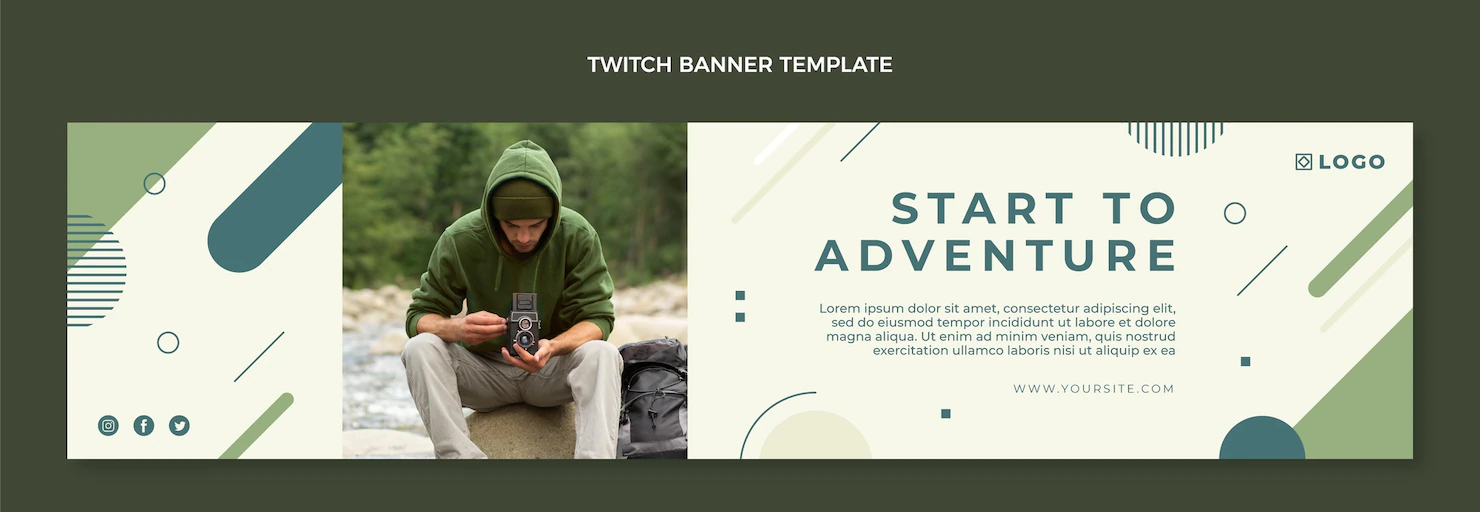 TWITCH BANNER TEMPLATE
LOGO
START TO
ADVENTURE
Lorem ipsum dolor sit amet, consectetur adipiscing elit,
sed do eiusmod tempor incididunt ut labore et dolore
magna aliqua. Ut enim ad minim veniam, quis nostrud
exercitation ullamco laboris nisi ut aliquip ex ea
WWW.YOURSITE.COM